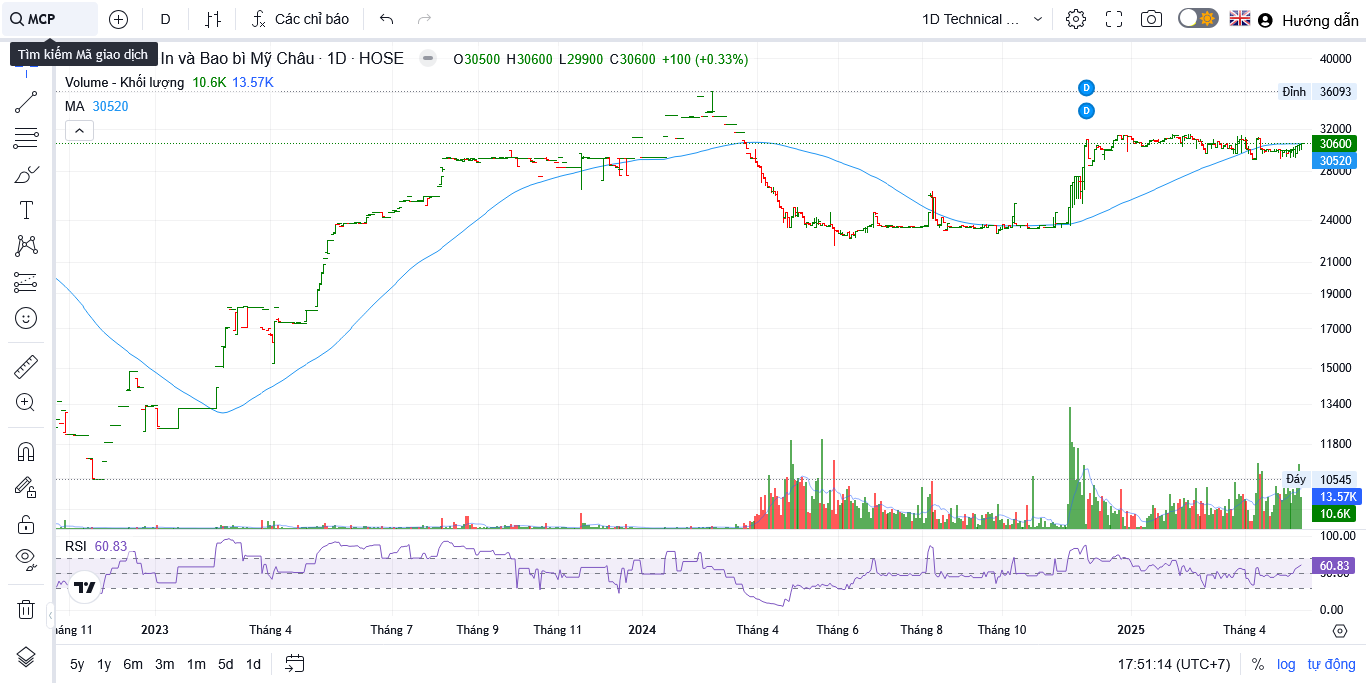 MCP D Các chỉ báo 1D Technical ... Hướng dẫn
Tìm kiếm Mã giao dịch In và Bao bì Mỹ Châu · 1D · HOSE O30500 H30600 L29900 C30600 +100 (+0.33%)
Volume - Khối lượng 10.6K 13.57K
MA 30520
40000
D
Đỉnh 36093
D
32000
30600
30520
28000
24000
21000
19000
17000
15000
13400
11800
Đáy 10545
13.57K
10.6K
RSI 60.83
100.00
60.83
50.00
0.00
háng 11 2023 Tháng 4 Tháng 7 Tháng 9 Tháng 11 2024 Tháng 4 Tháng 6 Tháng 8 Tháng 10 2025 Tháng 4
5y 1y 6m 3m 1m 5d 1d 17:51:14 (UTC+7) % log tự động